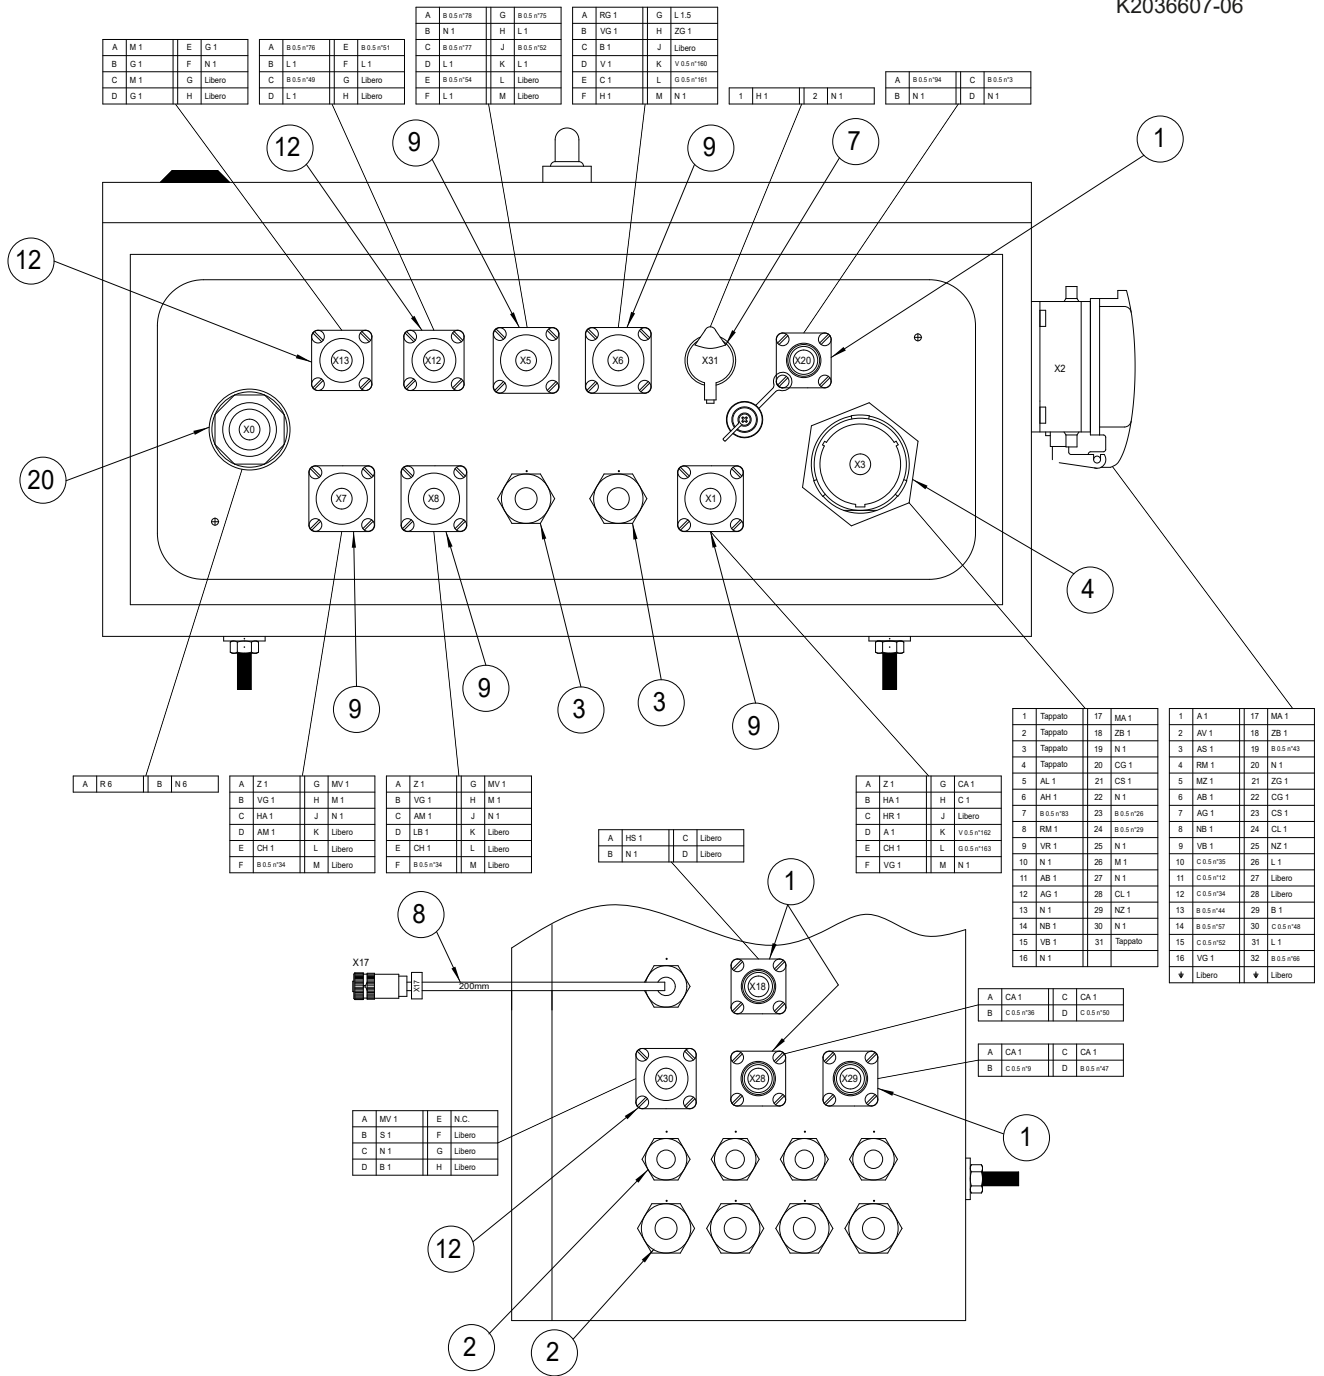 K2036607-06
A M 1 E G 1
B G 1 F N 1
C M 1 G Libero
D G 1 H Libero
A B 0.5 n°76 E B 0.5 n°51
B L 1 F L 1
C B 0.5 n°49 G Libero
D L 1 H Libero
A B 0.5 n°78 G B 0.5 n°75
B N 1 H L 1
C B 0.5 n°77 J B 0.5 n°52
D L 1 K L 1
E B 0.5 n°54 L Libero
F L 1 M Libero
A RG 1 G L 1.5
B VG 1 H ZG 1
C B 1 J Libero
D V 1 K V 0.5 n°160
E C 1 L G 0.5 n°161
F H 1 M N 1
1 H 1 2 N 1
A B 0.5 n°94 C B 0.5 n°3
B N 1 D N 1
12
9
9
7
1
12
X13
X12
X5
X6
X31
X20
X2
X0
X3
20
X7
X8
X1
4
9
9
3
3
9
A R 6 B N 6
A Z 1 G MV 1
B VG 1 H M 1
C HA 1 J N 1
D AM 1 K Libero
E CH 1 L Libero
F B 0.5 n°34 M Libero
A Z 1 G MV 1
B VG 1 H M 1
C AM 1 J N 1
D LB 1 K Libero
E CH 1 L Libero
F B 0.5 n°34 M Libero
A Z 1 G CA 1
B HA 1 H C 1
C HR 1 J Libero
D A 1 K V 0.5 n°162
E CH 1 L G 0.5 n°163
F VG 1 M N 1
1 Tappato 17 MA 1
2 Tappato 18 ZB 1
3 Tappato 19 N 1
4 Tappato 20 CG 1
5 AL 1 21 CS 1
6 AH 1 22 N 1
7 B 0.5 n°83 23 B 0.5 n°26
8 RM 1 24 B 0.5 n°29
9 VR 1 25 N 1
10 N 1 26 M 1
11 AB 1 27 N 1
12 AG 1 28 CL 1
13 N 1 29 NZ 1
14 NB 1 30 N 1
15 VB 1 31 Tappato
16 N 1
1 A 1 17 MA 1
2 AV 1 18 ZB 1
3 AS 1 19 B 0.5 n°43
4 RM 1 20 N 1
5 MZ 1 21 ZG 1
6 AB 1 22 CG 1
7 AG 1 23 CS 1
8 NB 1 24 CL 1
9 VB 1 25 NZ 1
10 C 0.5 n°35 26 L 1
11 C 0.5 n°12 27 Libero
12 C 0.5 n°34 28 Libero
13 B 0.5 n°44 29 B 1
14 B 0.5 n°57 30 C 0.5 n°48
15 C 0.5 n°52 31 L 1
16 VG 1 32 B 0.5 n°66
Libero Libero
A HS 1 C Libero
B N 1 D Libero
1
8
X17
X17
200mm
X18
A CA 1 C CA 1
B C 0.5 n°36 D C 0.5 n°50
A CA 1 C CA 1
B C 0.5 n°9 D B 0.5 n°47
X30
X28
X29
A MV 1 E N.C.
B S 1 F Libero
C N 1 G Libero
D B 1 H Libero
1
12
2
2